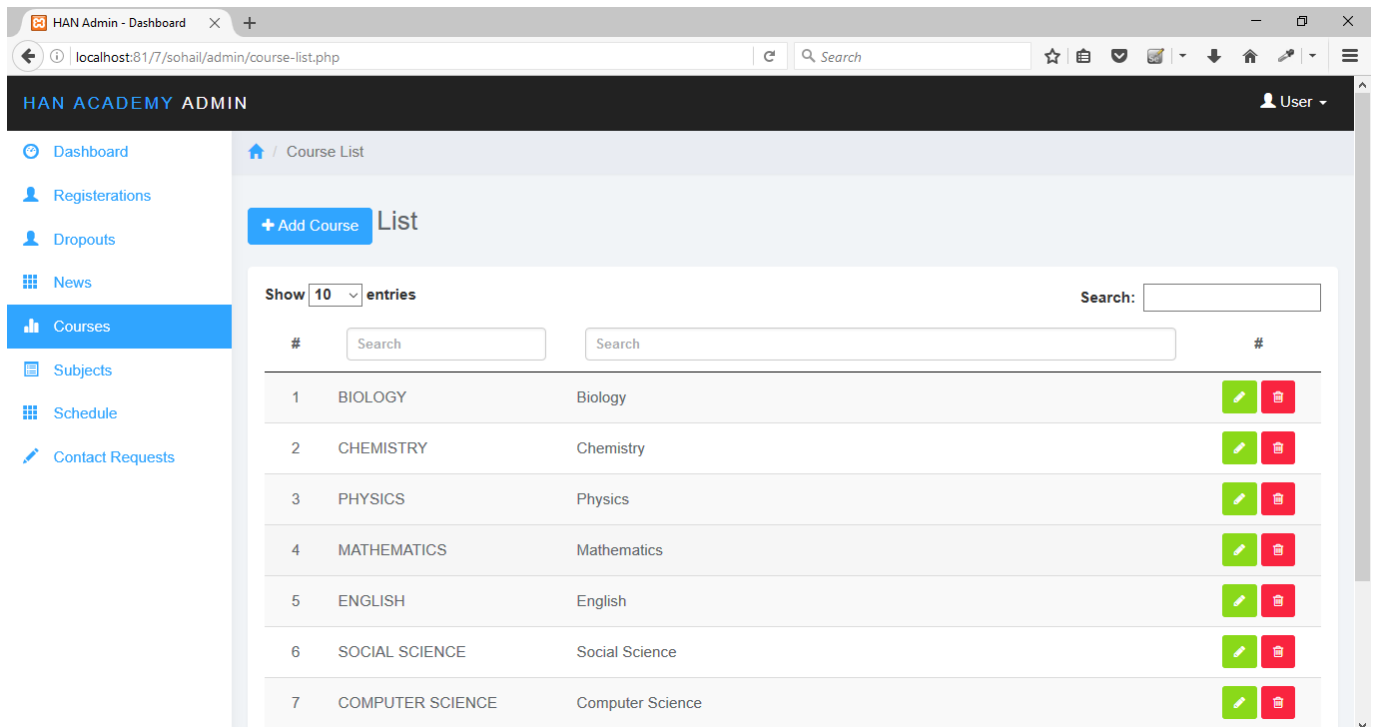 HAN Admin - Dashboard
localhost:81/7/sohail/admin/course-list.php
Search
HAN ACADEMY ADMIN
User
Dashboard
/ Course List
Registerations
Dropouts
News
Courses
Subjects
Schedule
Contact Requests
Add Course List
Show 10 entries
Search:
# Search Search #
1 BIOLOGY Biology
2 CHEMISTRY Chemistry
3 PHYSICS Physics
4 MATHEMATICS Mathematics
5 ENGLISH English
6 SOCIAL SCIENCE Social Science
7 COMPUTER SCIENCE Computer Science